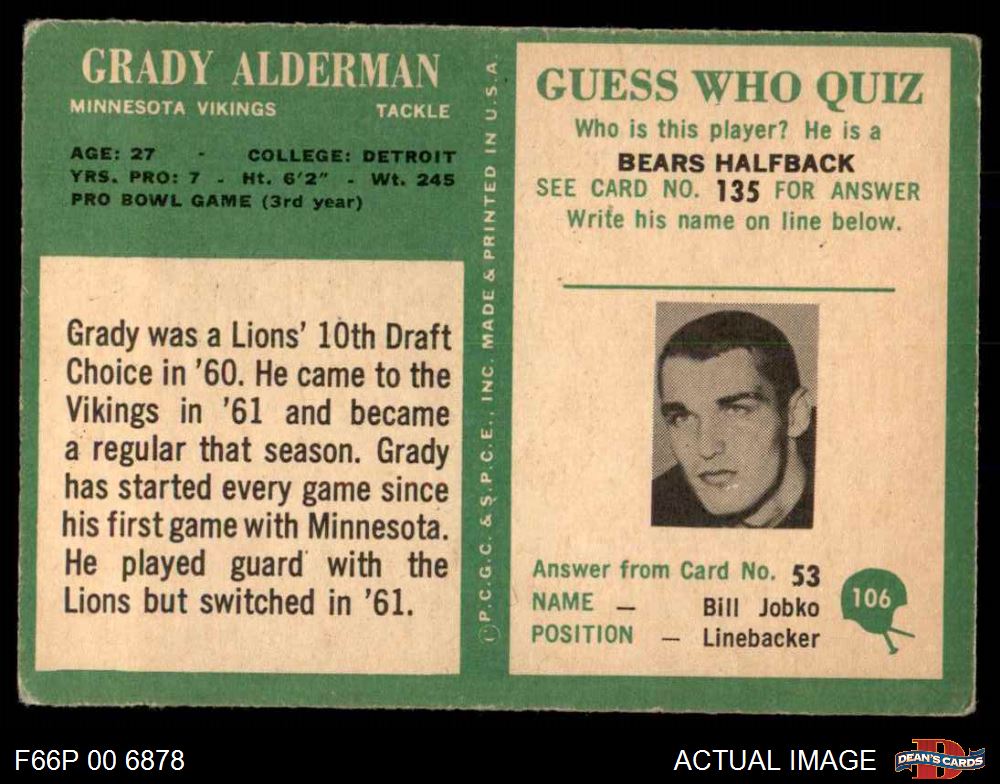 GRADY ALDERMAN
MINNESOTA VIKINGS TACKLE
AGE: 27 - COLLEGE: DETROIT
YRS. PRO: 7 - Ht. 6'2" - Wt. 245
PRO BOWL GAME (3rd year)
Grady was a Lions' 10th Draft
Choice in '60. He came to the
Vikings in '61 and became
a regular that season. Grady
has started every game since
his first game with Minnesota.
He played guard with the
Lions but switched in '61.
©P.C.G.C. & S.P.C.E., INC. MADE & PRINTED IN U.S.A.
GUESS WHO QUIZ
Who is this player? He is a
BEARS HALFBACK
SEE CARD NO. 135 FOR ANSWER
Write his name on line below.
Answer from Card No. 53
NAME — Bill Jobko
POSITION — Linebacker
106
F66P 00 6878
ACTUAL IMAGE
D
DEAN'S CARDS